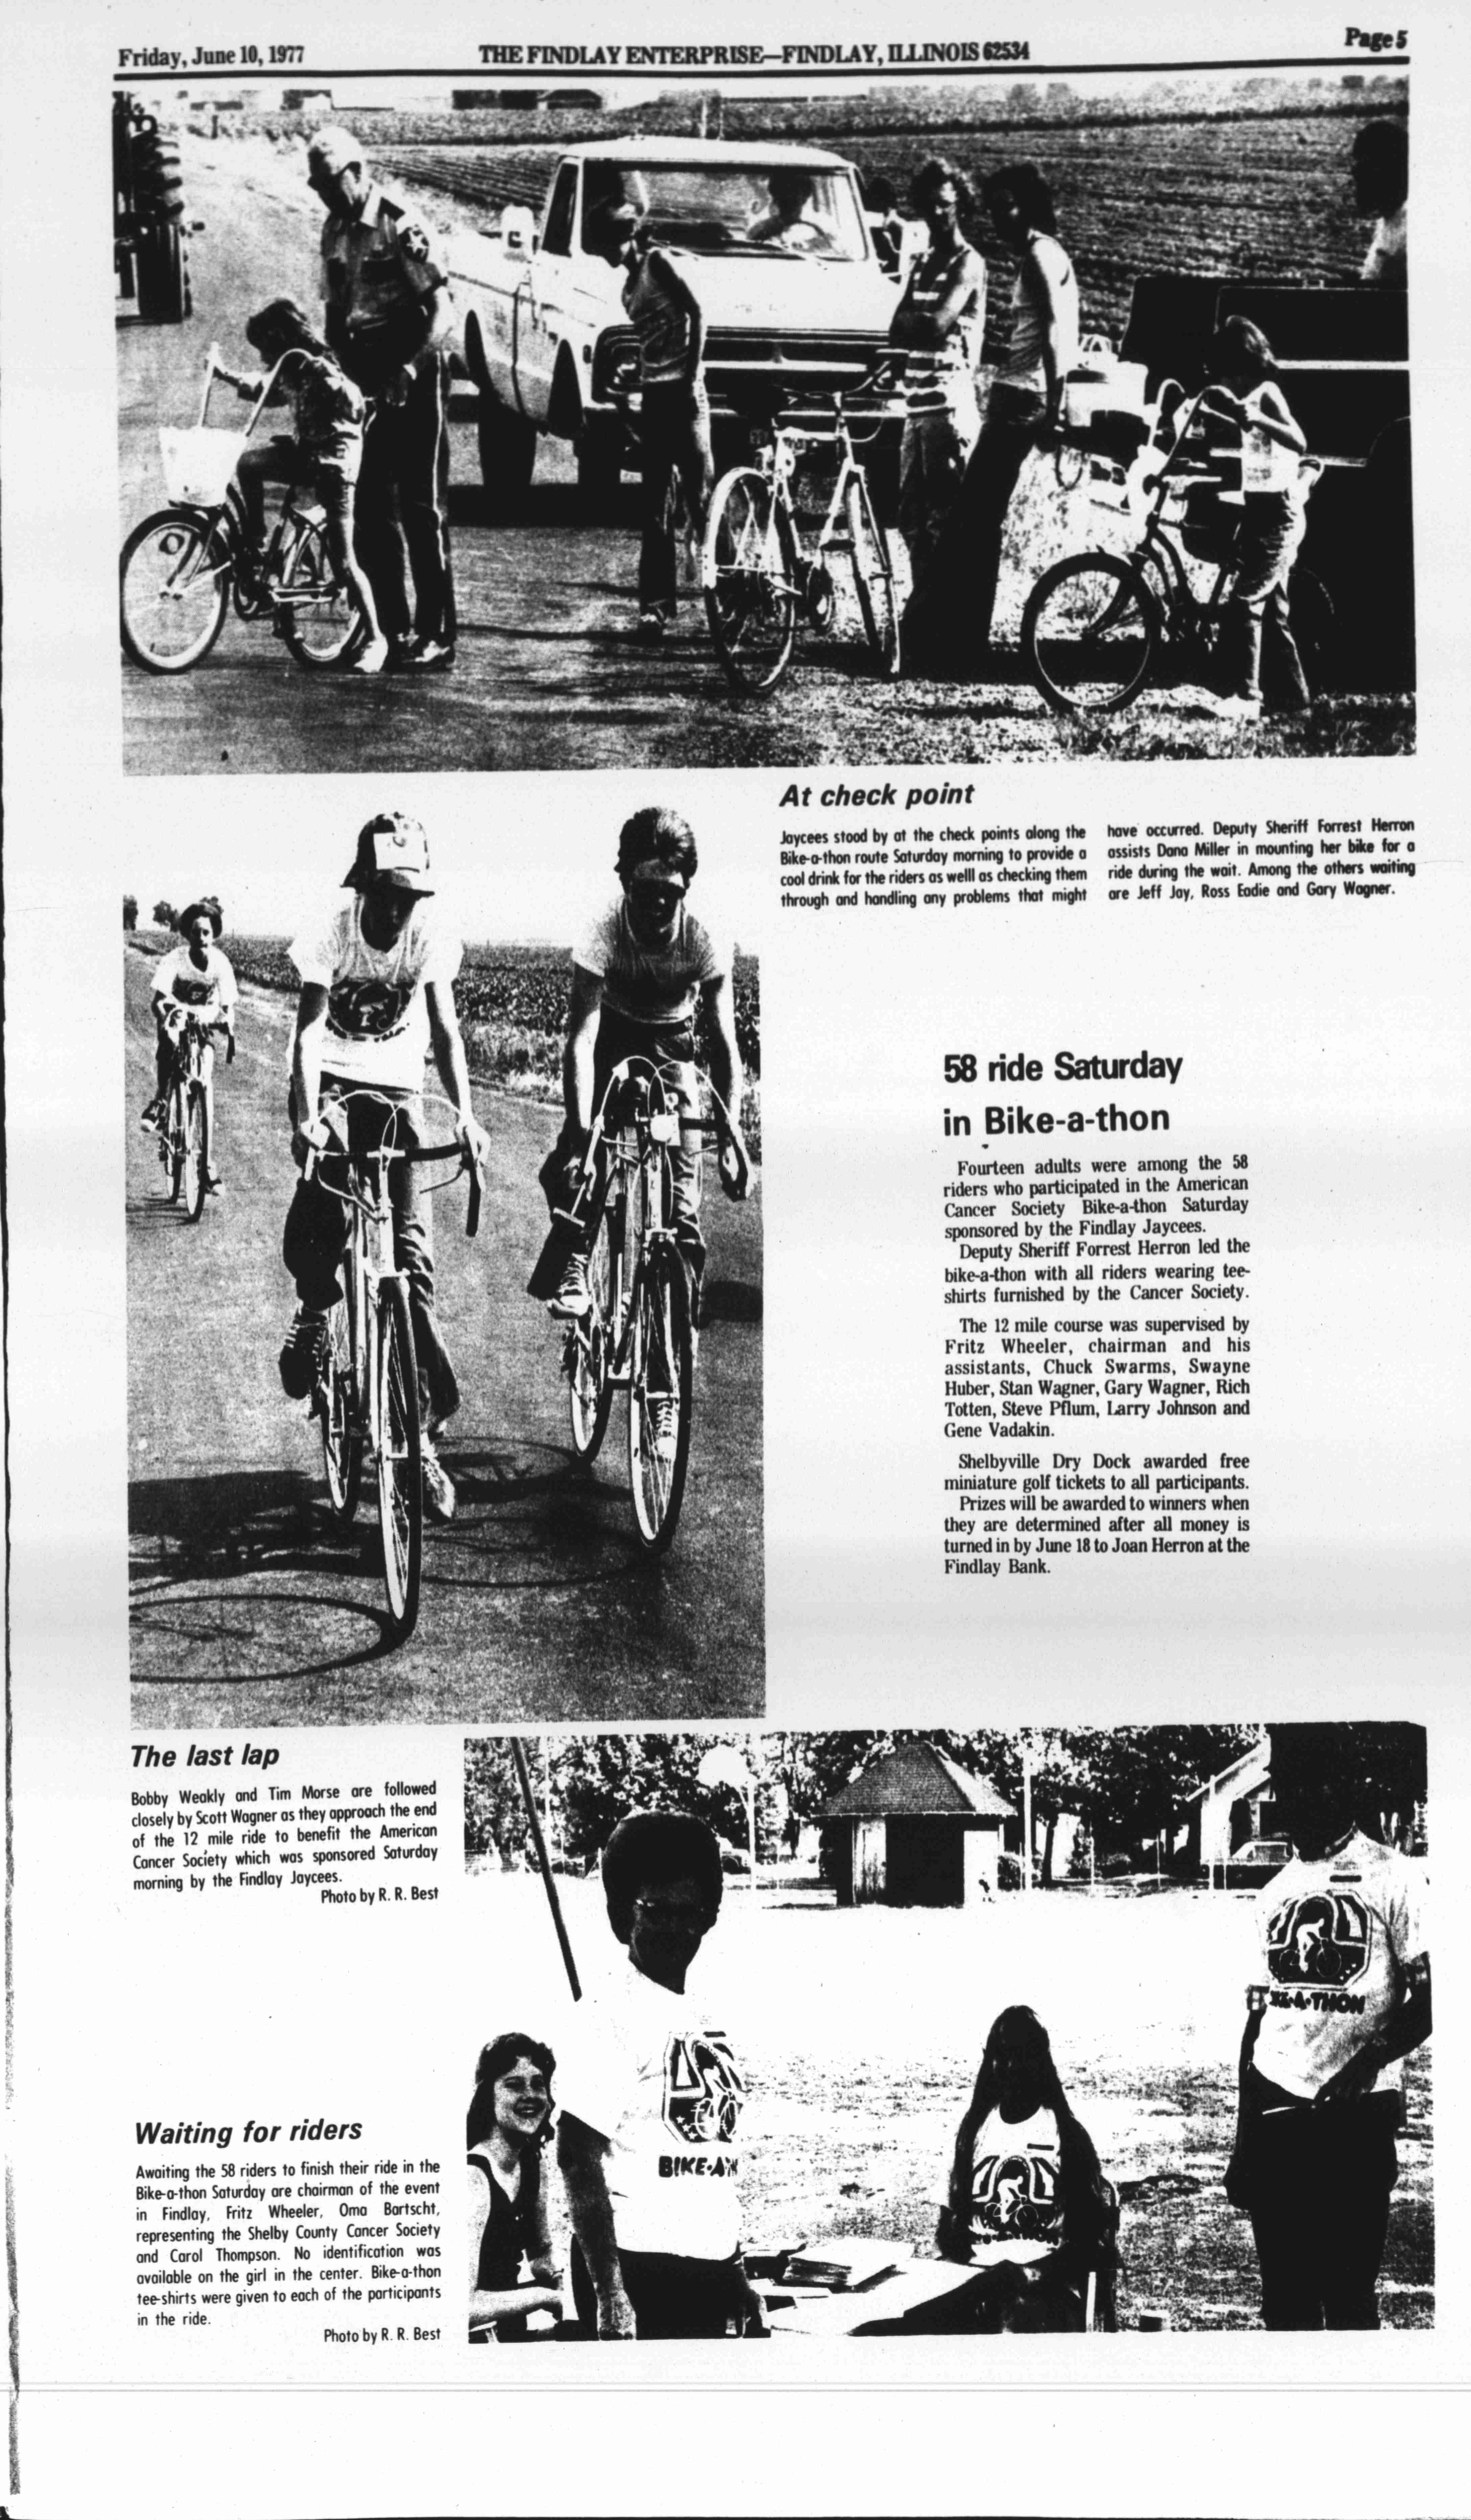 Friday, June 10, 1977
THE FINDLAY ENTERPRISE—FINDLAY, ILLINOIS 62534
Page 5
At check point
Jaycees stood by at the check points along the
Bike-a-thon route Saturday morning to provide a
cool drink for the riders as welll as checking them
through and handling any problems that might
have occurred. Deputy Sheriff Forrest Herron
assists Dana Miller in mounting her bike for a
ride during the wait. Among the others waiting
are Jeff Jay, Ross Eadie and Gary Wagner.
58 ride Saturday
in Bike-a-thon
Fourteen adults were among the 58
riders who participated in the American
Cancer Society Bike-a-thon Saturday
sponsored by the Findlay Jaycees.
Deputy Sheriff Forrest Herron led the
bike-a-thon with all riders wearing tee-
shirts furnished by the Cancer Society.
The 12 mile course was supervised by
Fritz Wheeler, chairman and his
assistants, Chuck Swarms, Swayne
Huber, Stan Wagner, Gary Wagner, Rich
Totten, Steve Pflum, Larry Johnson and
Gene Vadakin.
Shelbyville Dry Dock awarded free
miniature golf tickets to all participants.
Prizes will be awarded to winners when
they are determined after all money is
turned in by June 18 to Joan Herron at the
Findlay Bank.
The last lap
Bobby Weakly and Tim Morse are followed
closely by Scott Wagner as they approach the end
of the 12 mile ride to benefit the American
Cancer Society which was sponsored Saturday
morning by the Findlay Jaycees.
Photo by R. R. Best
Waiting for riders
Awaiting the 58 riders to finish their ride in the
Bike-a-thon Saturday are chairman of the event
in Findlay, Fritz Wheeler, Oma Bartscht,
representing the Shelby County Cancer Society
and Carol Thompson. No identification was
available on the girl in the center. Bike-a-thon
tee-shirts were given to each of the participants
in the ride.
Photo by R. R. Best
BIKE-A
KE-A-THON